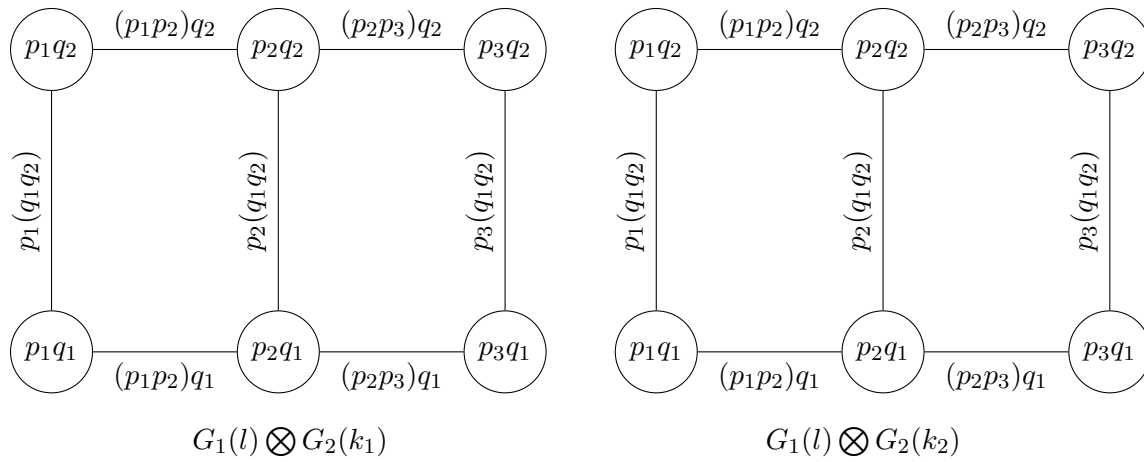 (p₁p₂)q₂ (p₂p₃)q₂ (p₁p₂)q₂ (p₂p₃)q₂
p₁q₂ p₂q₂ p₃q₂ p₁q₂ p₂q₂ p₃q₂
p₁(q₁q₂) p₂(q₁q₂) p₃(q₁q₂) p₁(q₁q₂) p₂(q₁q₂) p₃(q₁q₂)
p₁q₁ p₂q₁ p₃q₁ p₁q₁ p₂q₁ p₃q₁
(p₁p₂)q₁ (p₂p₃)q₁ (p₁p₂)q₁ (p₂p₃)q₁
G₁(l) ⨂ G₂(k₁) G₁(l) ⨂ G₂(k₂)